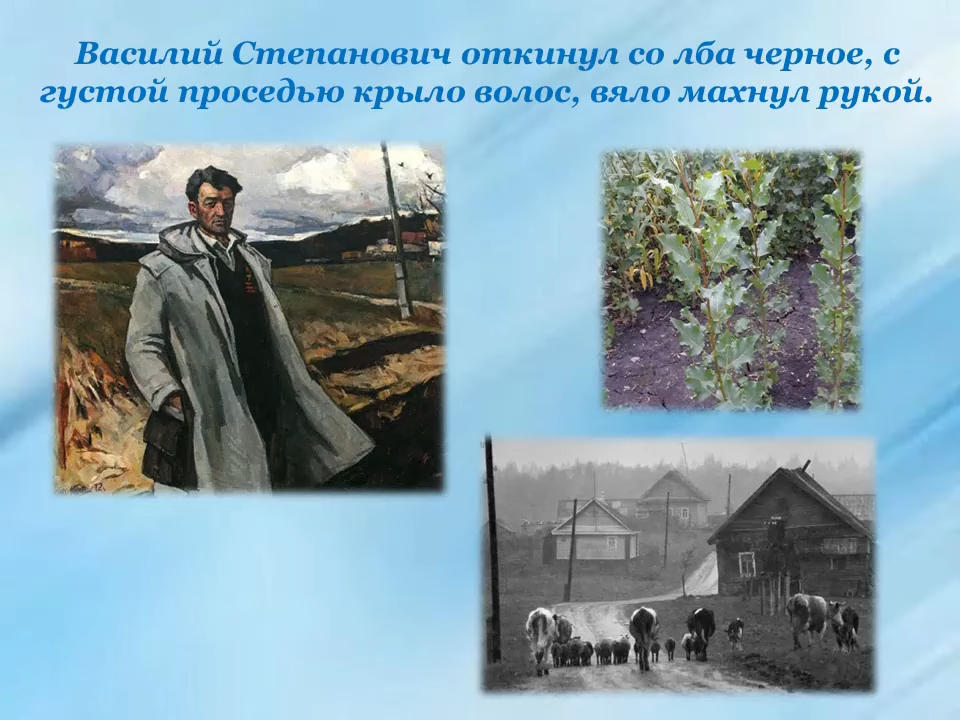 Василий Степанович откинул со лба черное, с
густой проседью крыло волос, вяло махнул рукой.